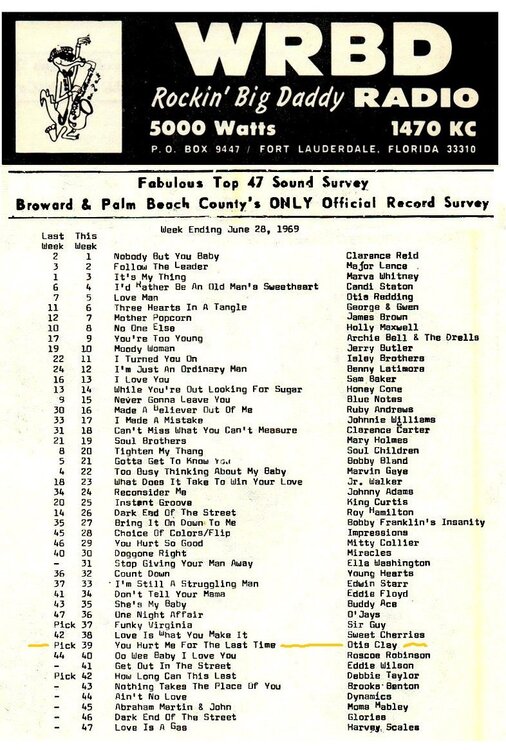 WRBD
Rockin' Big Daddy RADIO
5000 Watts 1470 KC
P. O. BOX 9447 / FORT LAUDERDALE, FLORIDA 33310
Fabulous Top 47 Sound Survey
Broward & Palm Beach County's ONLY Official Record Survey
Week Ending June 28, 1969
Last This
Week Week
2 1 Nobody But You Baby Clarance Reid
3 2 Follow The Leader Major Lance
1 3 It's My Thing Marva Whitney
6 4 I'd Rather Be An Old Man's Sweetheart Candi Staton
7 5 Love Man Otis Redding
11 6 Three Hearts In A Tangle George & Gwen
12 7 Mother Popcorn James Brown
10 8 No One Else Holly Maxwell
17 9 You're Too Young Archie Bell & The Drells
19 10 Moody Woman Jerry Butler
22 11 I Turned You On Isley Brothers
24 12 I'm Just An Ordinary Man Benny Latimore
16 13 I Love You Sam Baker
13 14 While You're Out Looking For Sugar Honey Cone
9 15 Never Gonna Leave You Blue Notes
30 16 Made A Believer Out Of Me Ruby Andrews
33 17 I Made A Mistake Johnnie Williams
31 18 Can't Miss What You Can't Measure Clarence Carter
21 19 Soul Brothers Mary Holmes
8 20 Tighten My Thang Soul Children
5 21 Gotta Get To Know You Bobby Bland
4 22 Too Busy Thinking About My Baby Marvin Gaye
18 23 What Does It Take To Win Your Love Jr. Walker
34 24 Reconsider Me Johnny Adams
20 25 Instant Groove King Curtis
14 26 Dark End Of The Street Roy Hamilton
35 27 Bring It On Down To Me Bobby Franklin's Insanity
45 28 Choice Of Colors/Flip Impressions
46 29 You Hurt So Good Mitty Collier
40 30 Doggone Right Miracles
- 31 Stop Giving Your Man Away Ella Washington
36 32 Count Down Young Hearts
37 33 I'm Still A Struggling Man Edwin Starr
41 34 Don't Tell Your Mama Eddie Floyd
43 35 She's My Baby Buddy Ace
47 36 One Night Affair O'Jays
Pick 37 Funky Virginia Sir Guy
42 38 Love Is What You Make It Sweet Cherries
Pick 39 You Hurt Me For The Last Time Otis Clay
44 40 Oo Wee Baby I Love You Roscoe Robinson
- 41 Get Out In The Street Eddie Wilson
Pick 42 How Long Can This Last Debbie Taylor
- 43 Nothing Takes The Place Of You Brooks Benton
- 44 Ain't No Love Dynamics
- 45 Abraham Martin & John Moms Mabley
- 46 Dark End Of The Street Glories
- 47 Love Is A Gas Harvey Scales